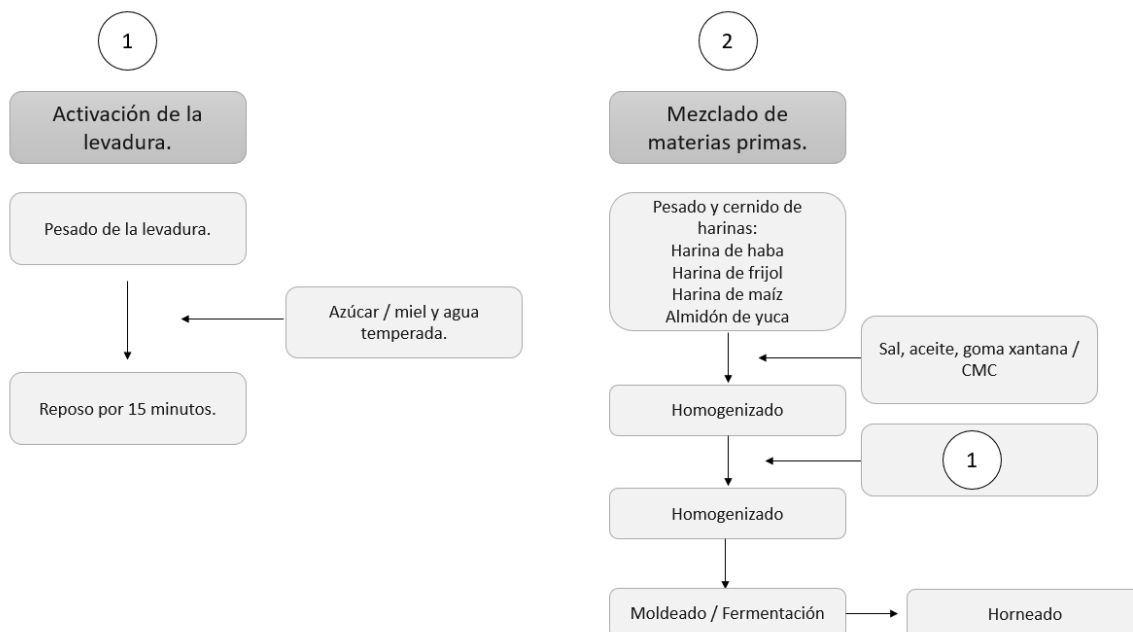 1
Activación de la
levadura.
Pesado de la levadura.
Azúcar / miel y agua
temperada.
Reposo por 15 minutos.
2
Mezclado de
materias primas.
Pesado y cernido de
harinas:
Harina de haba
Harina de frijol
Harina de maíz
Almidón de yuca
Sal, aceite, goma xantana /
CMC
Homogenizado
1
Homogenizado
Moldeado / Fermentación
Horneado